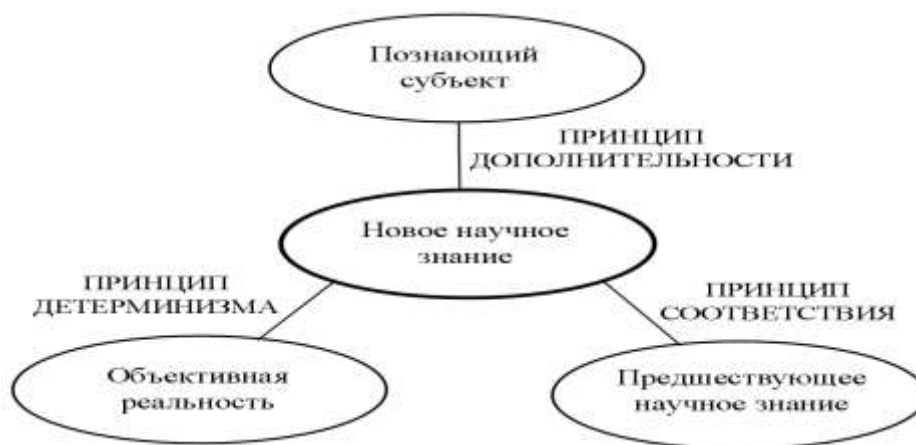 Познающий
субъект
ПРИНЦИП
ДОПОЛНИТЕЛЬНОСТИ
Новое научное
знание
ПРИНЦИП
ДЕТЕРМИНИЗМА
ПРИНЦИП
СООТВЕТСТВИЯ
Объективная
реальность
Предшествующее
научное знание